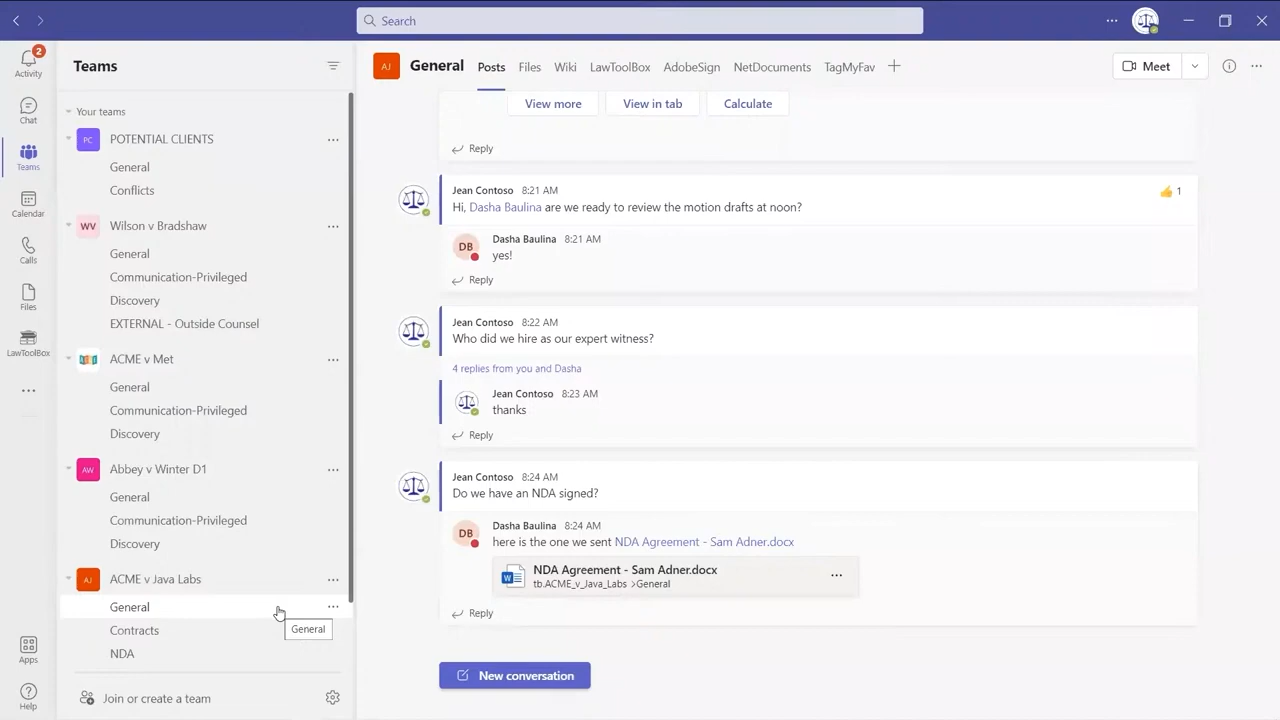 Search
2
Activity
Chat
Teams
Calendar
Calls
Files
LawToolBox
Apps
Help
Teams
Your teams
PC POTENTIAL CLIENTS
General
Conflicts
WV Wilson v Bradshaw
General
Communication-Privileged
Discovery
EXTERNAL - Outside Counsel
ACME v Met
General
Communication-Privileged
Discovery
AW Abbey v Winter D1
General
Communication-Privileged
Discovery
AJ ACME v Java Labs
General
General
Contracts
NDA
Join or create a team
AJ General Posts Files Wiki LawToolBox AdobeSign NetDocuments TagMyFav Meet
View more View in tab Calculate
Reply
Jean Contoso 8:21 AM
1
Hi, Dasha Baulina are we ready to review the motion drafts at noon?
DB Dasha Baulina 8:21 AM
yes!
Reply
Jean Contoso 8:22 AM
Who did we hire as our expert witness?
4 replies from you and Dasha
Jean Contoso 8:23 AM
thanks
Reply
Jean Contoso 8:24 AM
Do we have an NDA signed?
DB Dasha Baulina 8:24 AM
here is the one we sent NDA Agreement - Sam Adner.docx
NDA Agreement - Sam Adner.docx
tb.ACME_v_Java_Labs >General
Reply
New conversation